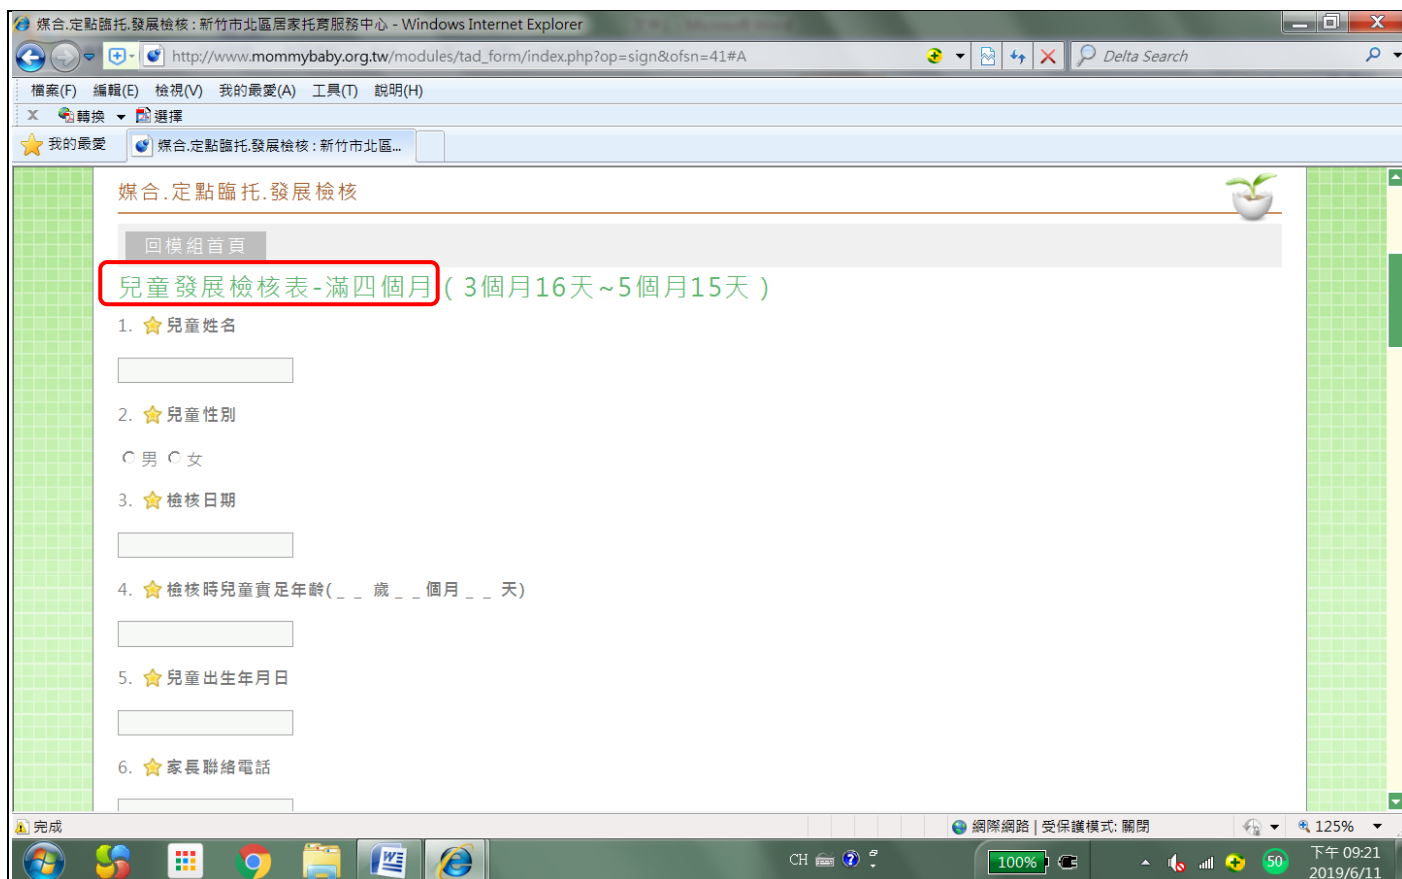 媒合.定點臨托.發展檢核 : 新竹市北區居家托育服務中心 - Windows Internet Explorer
http://www.mommybaby.org.tw/modules/tad_form/index.php?op=sign&ofsn=41#A
Delta Search
檔案(F) 編輯(E) 檢視(V) 我的最愛(A) 工具(T) 說明(H)
X 轉換 選擇
我的最愛 媒合.定點臨托.發展檢核 : 新竹市北區...
媒合.定點臨托.發展檢核
回模組首頁
兒童發展檢核表-滿四個月 ( 3個月16天~5個月15天 )
1. 兒童姓名
2. 兒童性別
男 女
3. 檢核日期
4. 檢核時兒童實足年齡(_ _ 歲 _ _ 個月 _ _ 天)
5. 兒童出生年月日
6. 家長聯絡電話
完成 網際網路 | 受保護模式: 關閉 125%
CH 100% 50 下午 09:21
2019/6/11